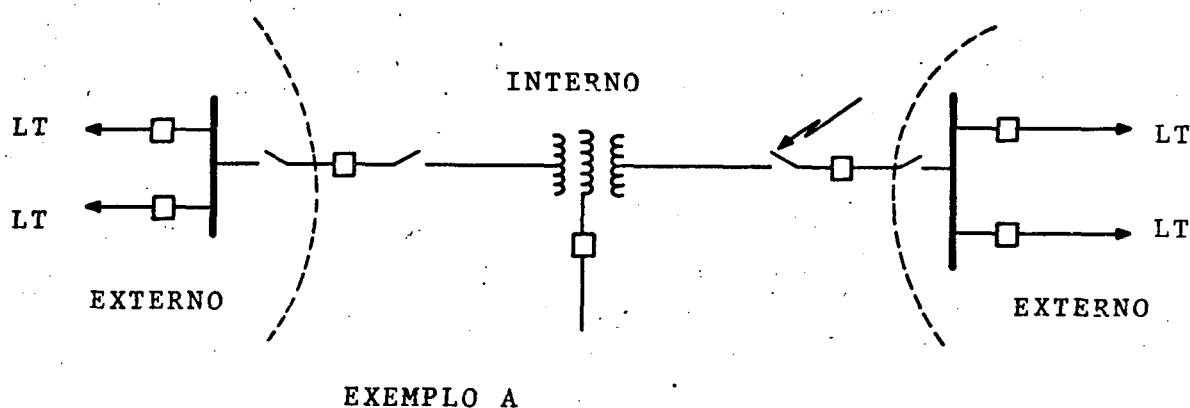 INTERNO
LT
LT
LT
LT
EXTERNO
EXTERNO
EXEMPLO A